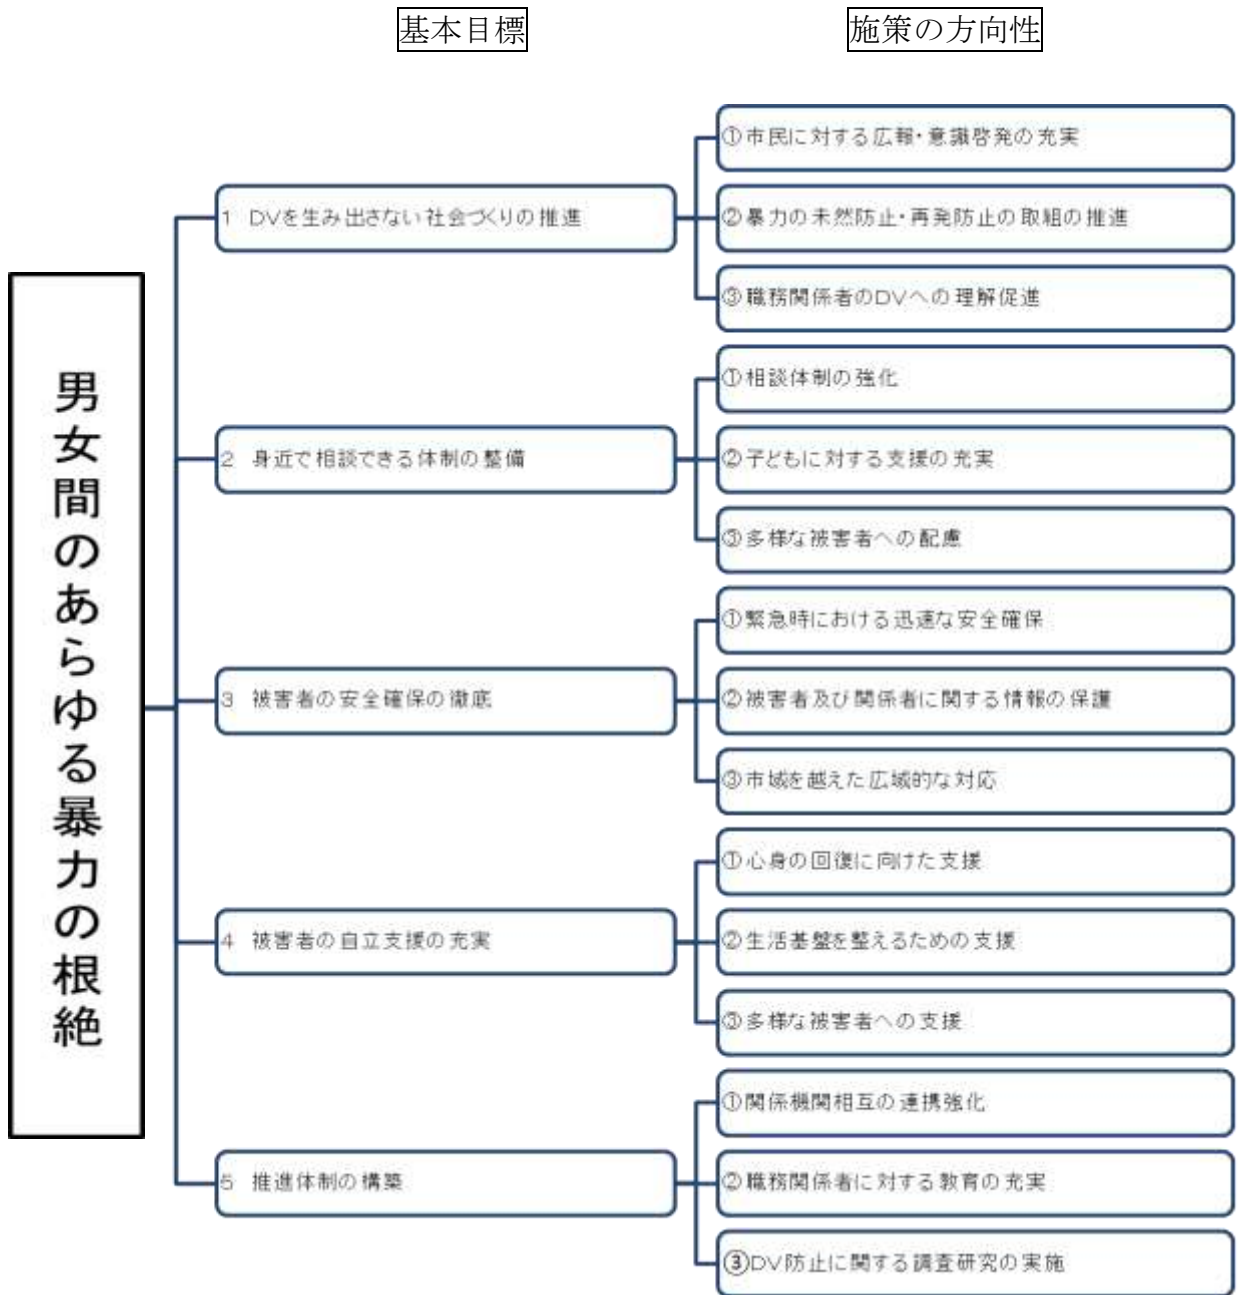 基本目標
施策の方向性
男女間のあらゆる暴力の根絶
1 DVを生み出さない社会づくりの推進
①市民に対する広報・意識啓発の充実
②暴力の未然防止・再発防止の取組の推進
③職務関係者のDVへの理解促進
2 身近で相談できる体制の整備
①相談体制の強化
②子どもに対する支援の充実
③多様な被害者への配慮
3 被害者の安全確保の徹底
①緊急時における迅速な安全確保
②被害者及び関係者に関する情報の保護
③市域を越えた広域的な対応
4 被害者の自立支援の充実
①心身の回復に向けた支援
②生活基盤を整えるための支援
③多様な被害者への支援
5 推進体制の構築
①関係機関相互の連携強化
②職務関係者に対する教育の充実
③DV防止に関する調査研究の実施